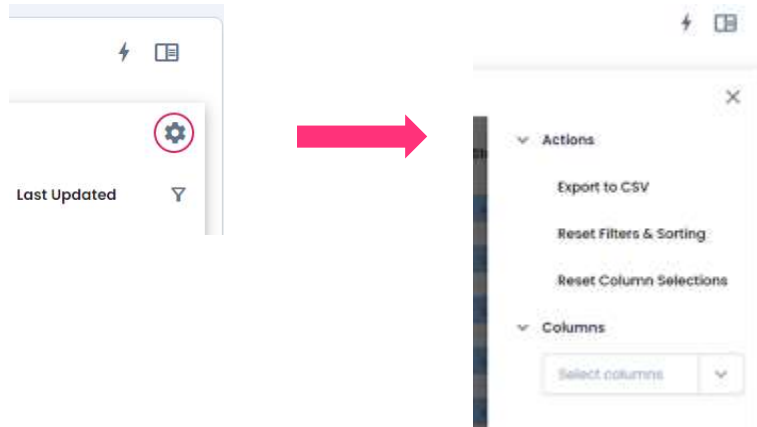 Last Updated
Actions
Export to CSV
Reset Filters & Sorting
Reset Column Selections
Columns
Select columns